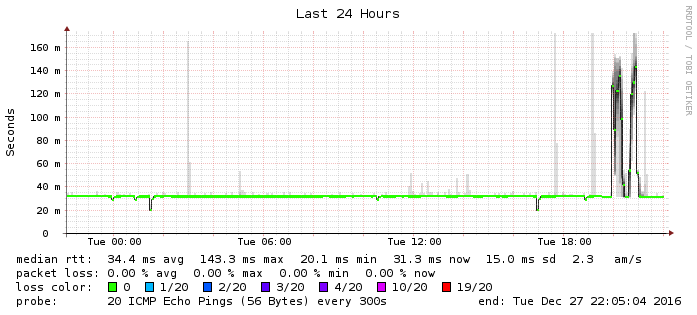 Last 24 Hours
RRDTOOL / TOBI OETIKER
Seconds
160 m
140 m
120 m
100 m
80 m
60 m
40 m
20 m
0
Tue 00:00 Tue 06:00 Tue 12:00 Tue 18:00
median rtt: 34.4 ms avg 143.3 ms max 20.1 ms min 31.3 ms now 15.0 ms sd 2.3 am/s
packet loss: 0.00 % avg 0.00 % max 0.00 % min 0.00 % now
loss color: 0 1/20 2/20 3/20 4/20 10/20 19/20
probe: 20 ICMP Echo Pings (56 Bytes) every 300s end: Tue Dec 27 22:05:04 2016